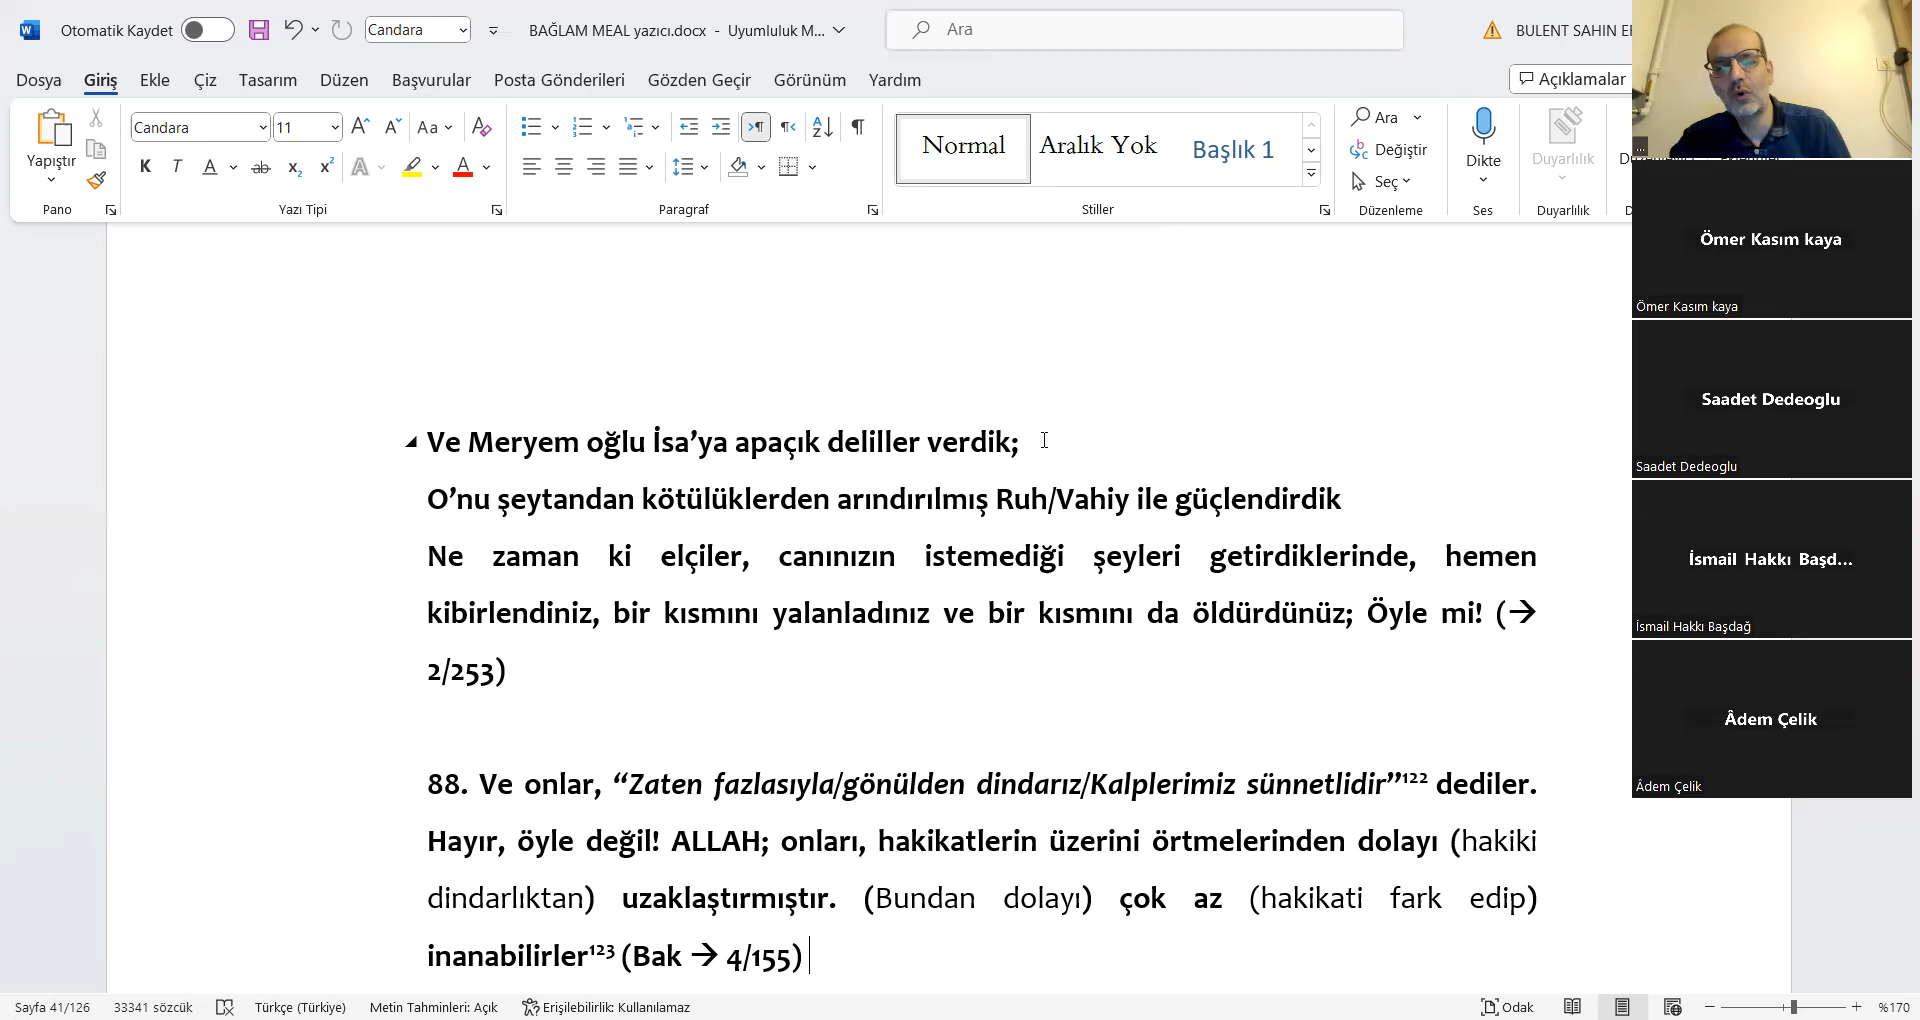 Otomatik Kaydet
Candara
BAĞLAM MEAL yazıcı.docx - Uyumluluk M...
Ara
BULENT SAHIN
Dosya Giriş Ekle Çiz Tasarım Düzen Başvurular Posta Gönderileri Gözden Geçir Görünüm Yardım
Açıklamalar
Yapıştır
Candara 11
Normal
Aralık Yok
Başlık 1
Ara
Değiştir
Seç
Dikte
Duyarlılık
Pano
Yazı Tipi
Paragraf
Stiller
Düzenleme
Ses
Duyarlılık
Ve Meryem oğlu İsa’ya apaçık deliller verdik;
O’nu şeytandan kötülüklerden arındırılmış Ruh/Vahiy ile güçlendirdik
Ne zaman ki elçiler, canınızın istemediği şeyleri getirdiklerinde, hemen
kibirlendiniz, bir kısmını yalanladınız ve bir kısmını da öldürdünüz; Öyle mi! (→
2/253)
88. Ve onlar, “Zaten fazlasıyla/gönülden dindarız/Kalplerimiz sünnetlidir”¹²² dediler.
Hayır, öyle değil! ALLAH; onları, hakikatlerin üzerini örtmelerinden dolayı (hakiki
dindarlıktan) uzaklaştırmıştır. (Bundan dolayı) çok az (hakikati fark edip)
inanabilirler¹²³ (Bak → 4/155)
Ömer Kasım kaya
Ömer Kasım kaya
Saadet Dedeoglu
Saadet Dedeoglu
İsmail Hakkı Başd...
İsmail Hakkı Başdağ
Âdem Çelik
Âdem Çelik
Sayfa 41/126
33341 sözcük
Türkçe (Türkiye)
Metin Tahminleri: Açık
Erişilebilirlik: Kullanılamaz
Odak
%170